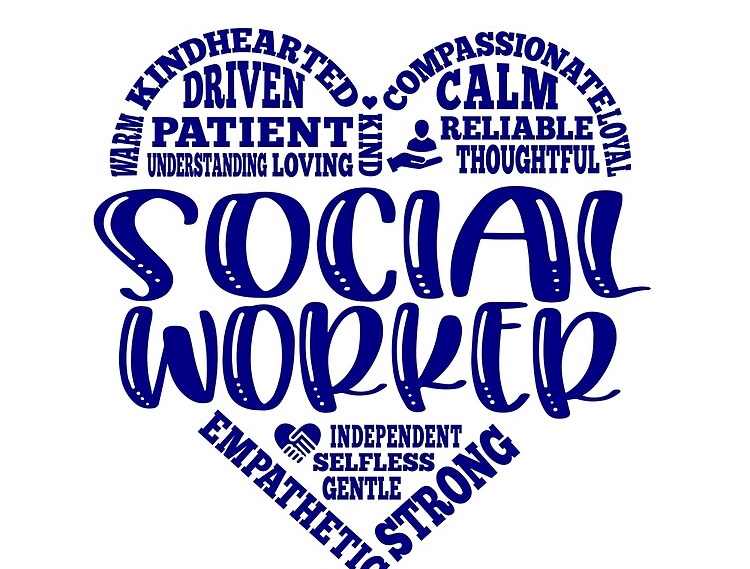 KINDHEARTED
COMPASSIONATE
WARM
DRIVEN
PATIENT
UNDERSTANDING LOVING
KIND
CALM
RELIABLE
THOUGHTFUL
LOYAL
SOCIAL
WORKER
EMPATHETIC
INDEPENDENT
SELFLESS
GENTLE
STRONG